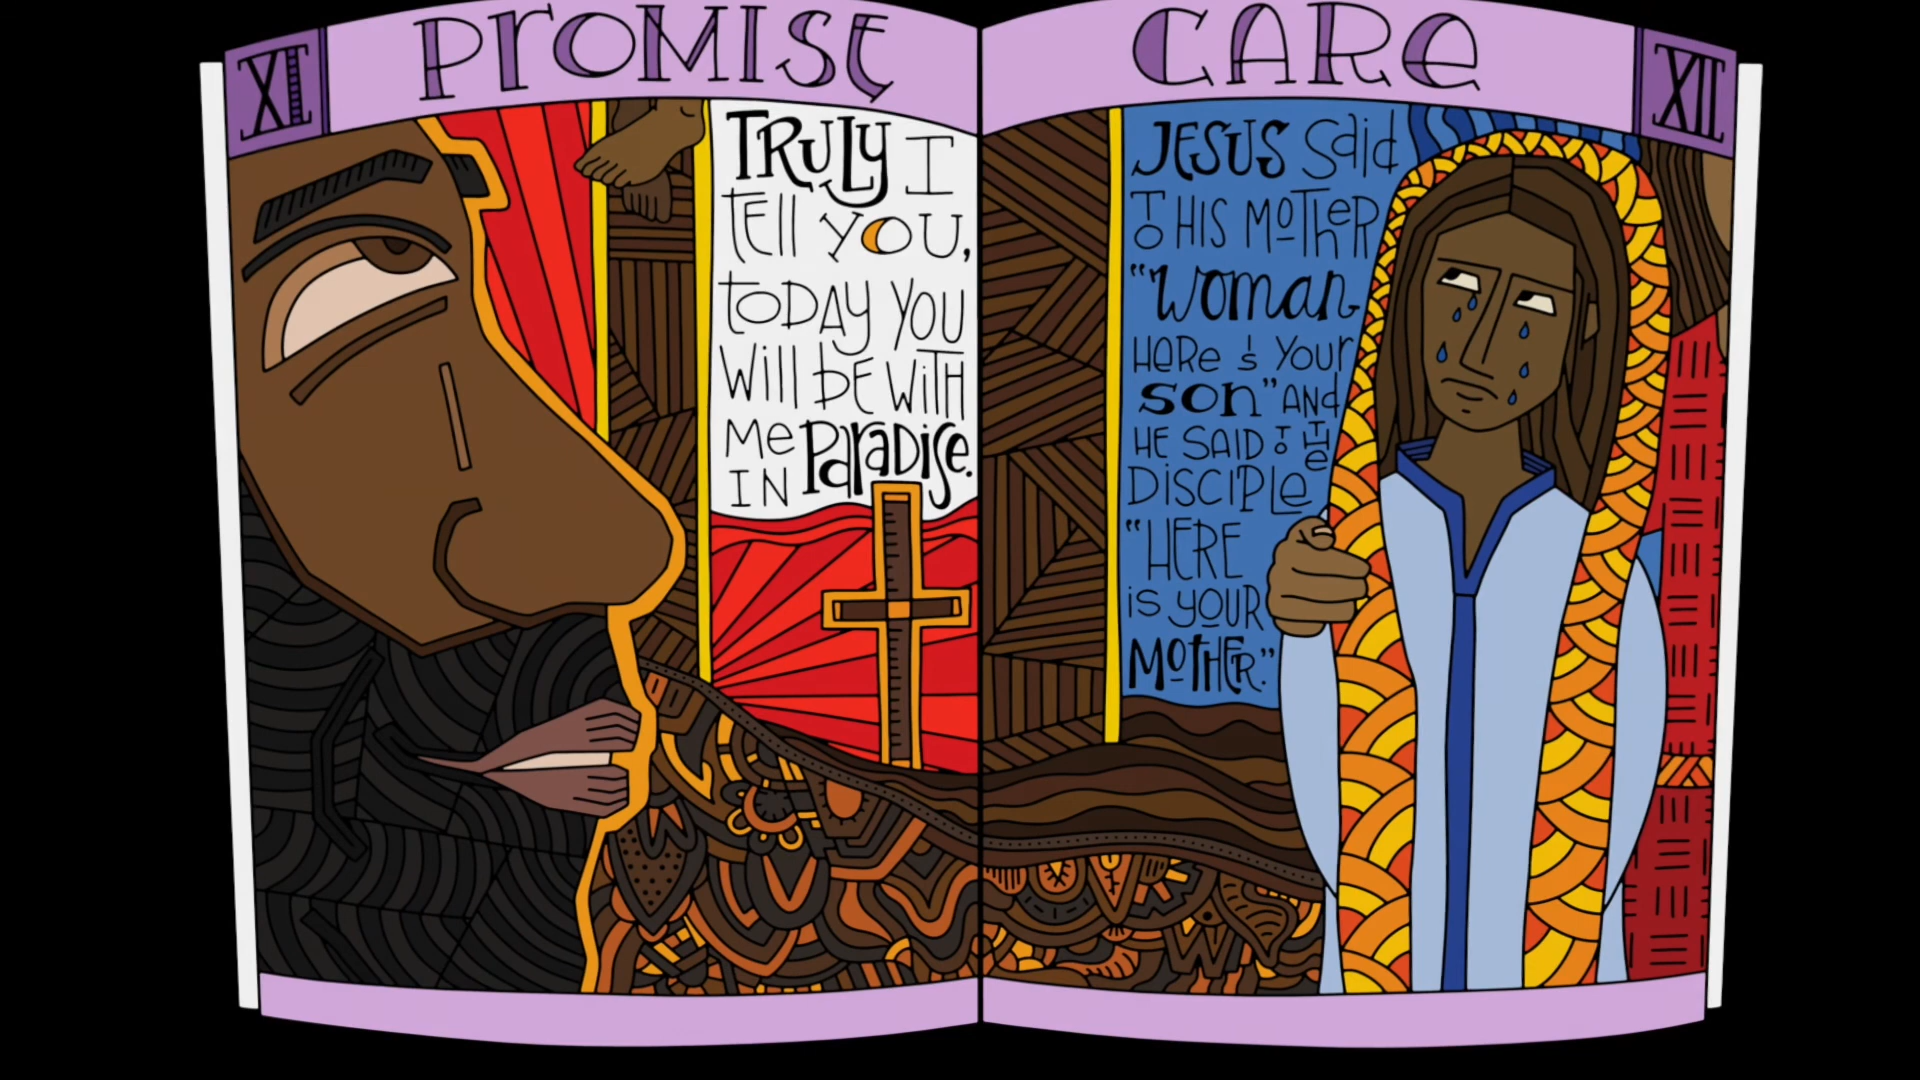 XI
PROMISE
TRULY I
tELL YOU,
toDAY YOU
WILL bE WITH
Me
IN Paradise.
CARe
XII
JESUS Said
TO HIS MOTHeR
"Woman
HeRe is YouR
son" AND
HE SAID TO THe
DISCIPLe
"HERE
is YOUR
MOTHER."